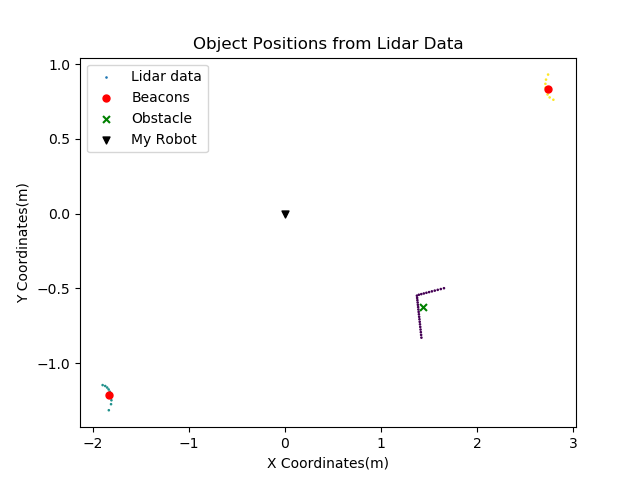 Object Positions from Lidar Data
Lidar data
Beacons
Obstacle
My Robot
1.0
0.5
0.0
−0.5
−1.0
Y Coordinates(m)
−2
−1
0
1
2
3
X Coordinates(m)